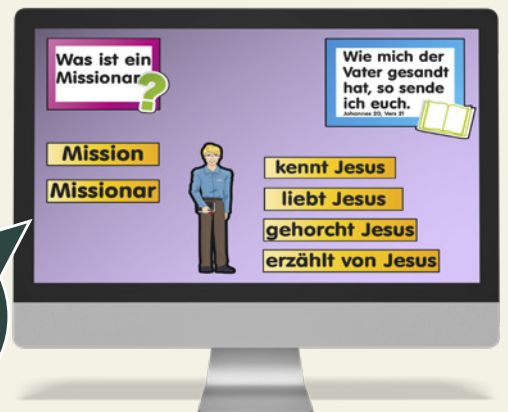 Was ist ein
Missionar
?
Wie mich der
Vater gesandt
hat, so sende
ich euch.
Johannes 20, Vers 21
Mission
Missionar
kennt Jesus
liebt Jesus
gehorcht Jesus
erzählt von Jesus